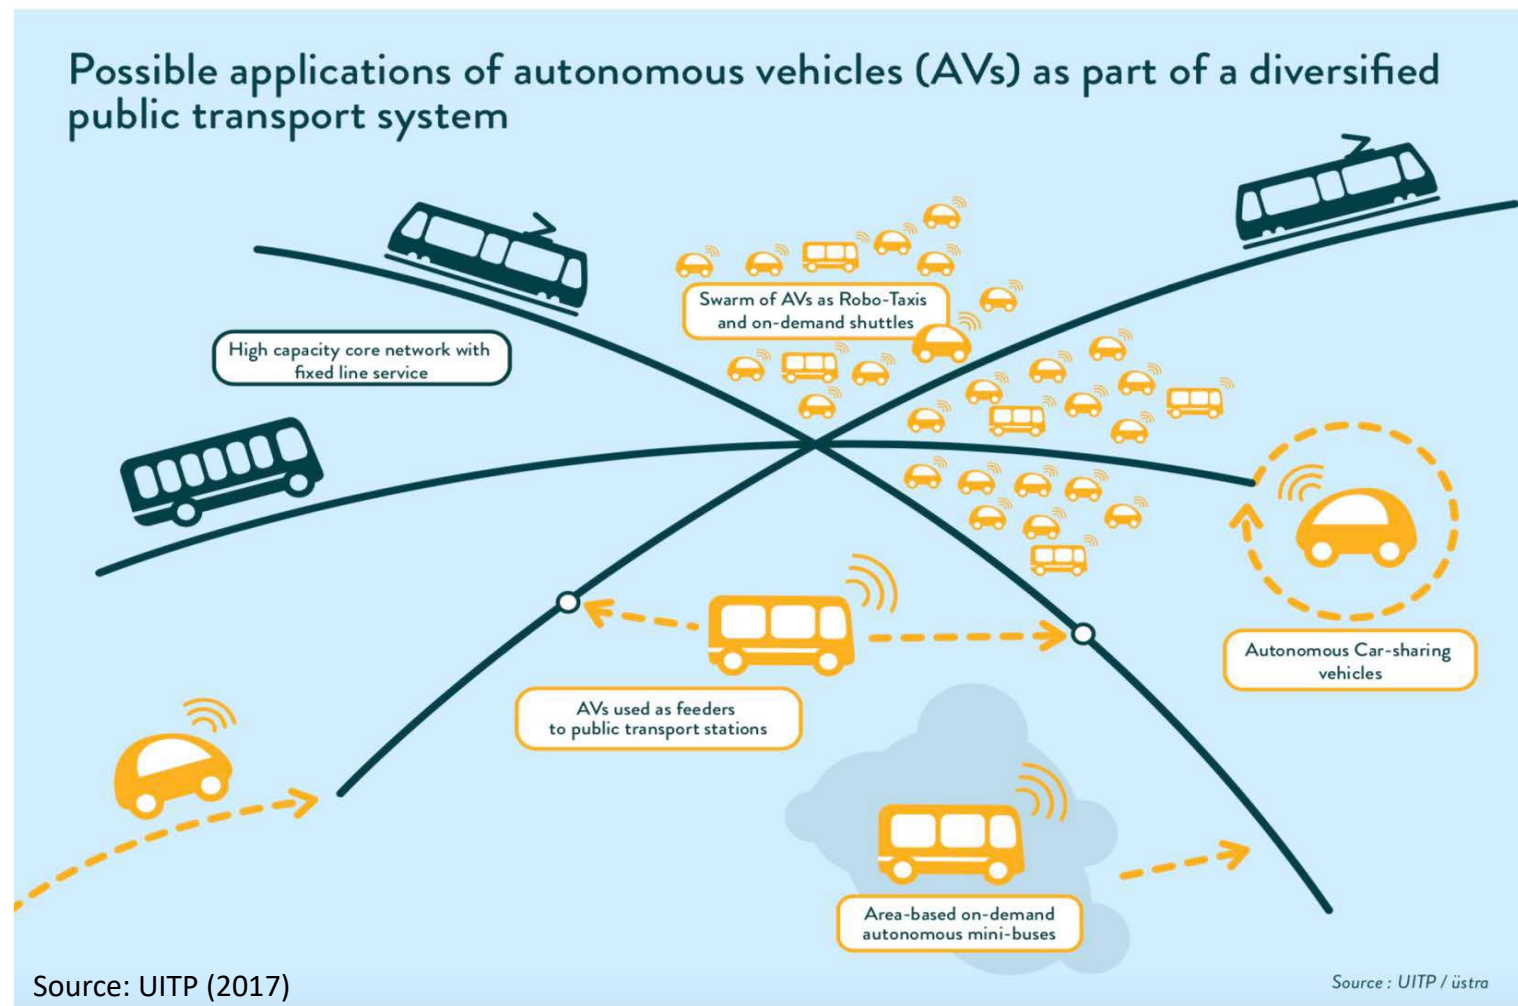 Possible applications of autonomous vehicles (AVs) as part of a diversified
public transport system
Swarm of AVs as Robo-Taxis
and on-demand shuttles
High capacity core network with
fixed line service
Autonomous Car-sharing
vehicles
AVs used as feeders
to public transport stations
Area-based on-demand
autonomous mini-buses
Source: UITP (2017)
Source : UITP / üstra